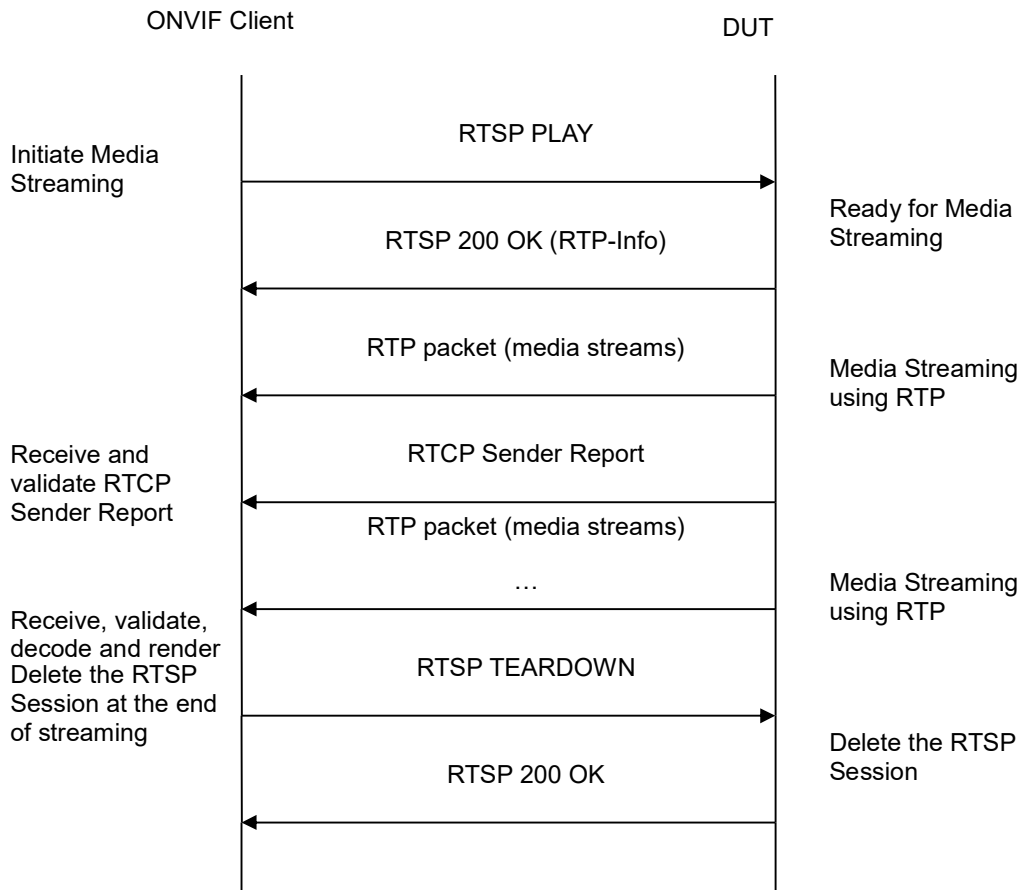 ONVIF Client
DUT
RTSP PLAY
Initiate Media
Streaming
Ready for Media
Streaming
RTSP 200 OK (RTP-Info)
RTP packet (media streams)
Media Streaming
using RTP
Receive and
validate RTCP
Sender Report
RTCP Sender Report
RTP packet (media streams)
…
Media Streaming
using RTP
Receive, validate,
decode and render
Delete the RTSP
Session at the end
of streaming
RTSP TEARDOWN
Delete the RTSP
Session
RTSP 200 OK